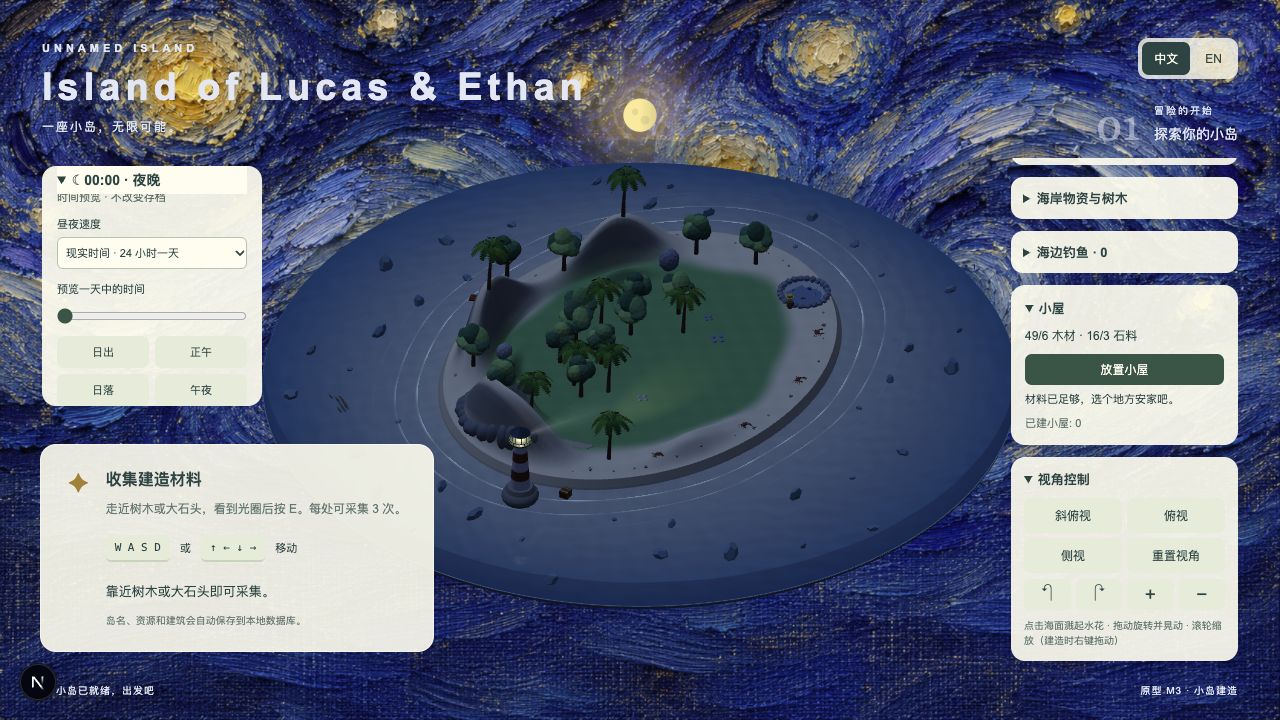 UNNAMED ISLAND
Island of Lucas & Ethan
一座小岛，无限可能。
中文 EN
01
冒险的开始
探索你的小岛
▼ ☾ 00:00 · 夜晚
时间预览 · 不改变存档
昼夜速度
现实时间 · 24 小时一天
预览一天中的时间
日出 正午
日落 午夜
收集建造材料
走近树木或大石头，看到光圈后按 E。每处可采集 3 次。
W A S D 或 ↑ ← ↓ → 移动
靠近树木或大石头即可采集。
岛名、资源和建筑会自动保存到本地数据库。
N
小岛已就绪，出发吧
▶ 海岸物资与树木
▶ 海边钓鱼 · 0
▼ 小屋
49/6 木材 · 16/3 石料
放置小屋
材料已足够，选个地方安家吧。
已建小屋: 0
▼ 视角控制
斜俯视 俯视
侧视 重置视角
+ −
点击海面溅起水花 · 拖动旋转并晃动 · 滚轮缩
放（建造时右键拖动）
原型 M3 · 小岛建造